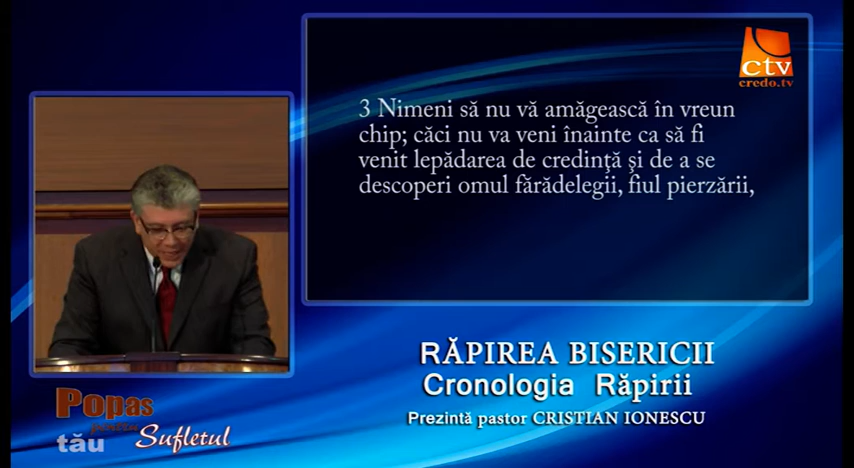 ctv
credo.tv
3 Nimeni să nu vă amăgească în vreun
chip; căci nu va veni înainte ca să fi
venit lepădarea de credinţă şi de a se
descoperi omul fărădelegii, fiul pierzării,
RĂPIREA BISERICII
Cronologia Răpirii
Prezintă pastor CRISTIAN IONESCU
Popas
pentru
tău Sufletul